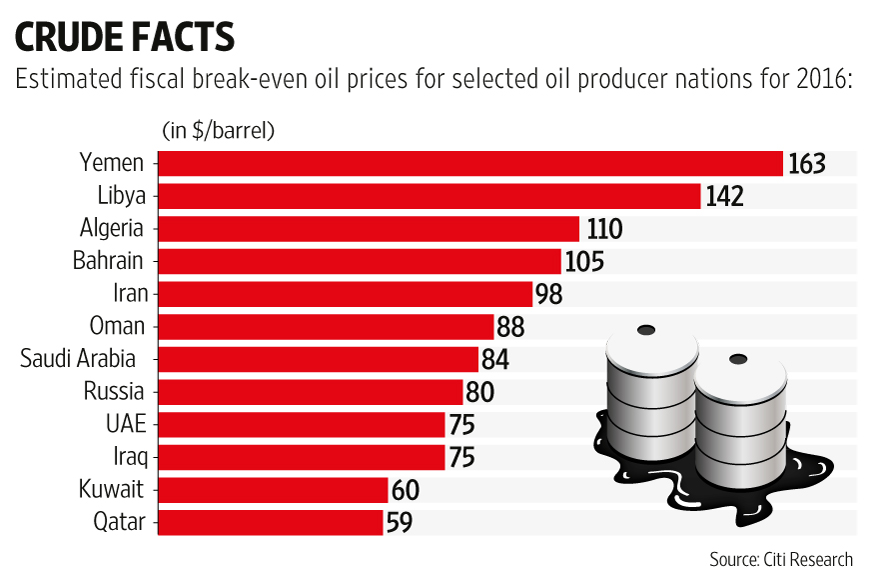 CRUDE FACTS
Estimated fiscal break-even oil prices for selected oil producer nations for 2016:
(in $/barrel)
Yemen 163
Libya 142
Algeria 110
Bahrain 105
Iran 98
Oman 88
Saudi Arabia 84
Russia 80
UAE 75
Iraq 75
Kuwait 60
Qatar 59
Source: Citi Research